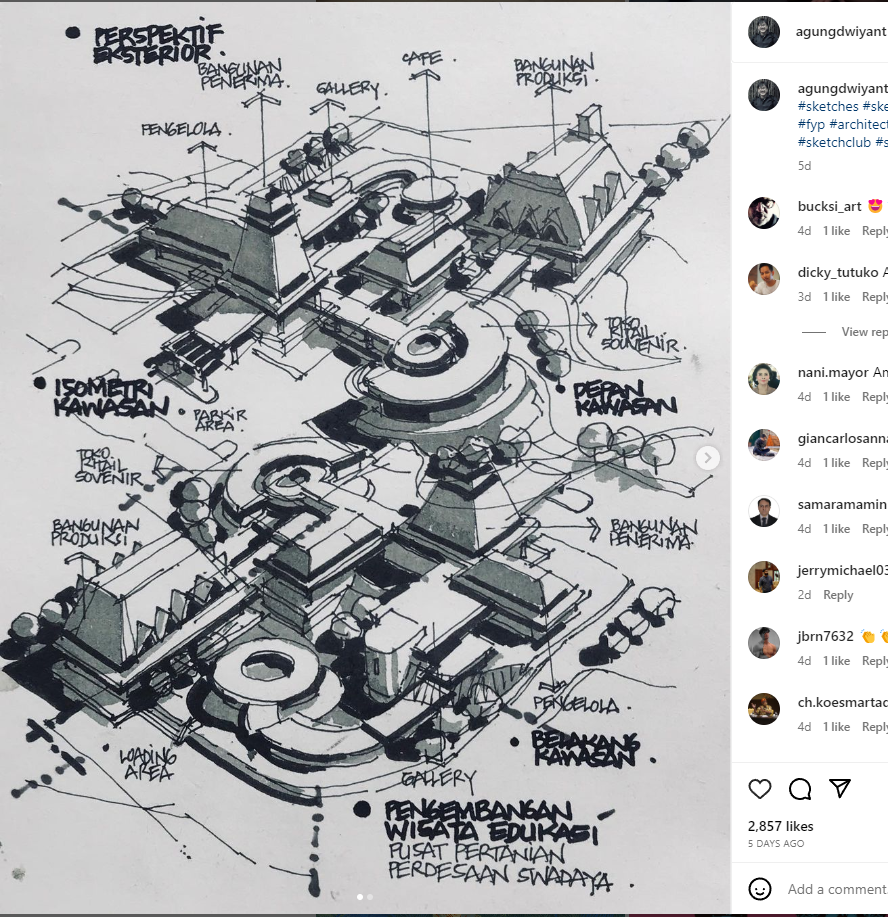 PERSPEKTIF
EKSTERIOR.
BANGUNAN
PENERIMA.
GALLERY.
CAFE.
BANGUNAN
PRODUKSI.
PENGELOLA.
TOKO
RITAIL
SOUVENIR.
ISOMETRI
KAWASAN.
PARKIR
AREA.
DEPAN
KAWASAN
TOKO
RITAIL
SOVENIR
BANGUNAN
PRODUKSI
BANGUNAN
PENERIMA.
PENGELOLA.
LOADING
AREA
GALLERY
BELAKANG
KAWASAN.
PENGEMBANGAN
WISATA EDUKASI
PUSAT PERTANIAN
PERDESAAN SWADAYA.
agungdwiyant
agungdwiyant
#sketches #ske
#fyp #architect
#sketchclub #s
5d
bucksi_art
4d 1 like Reply
dicky_tutuko A
3d 1 like Reply
View rep
nani.mayor Am
4d 1 like Reply
giancarlosanna
4d 1 like Reply
samaramamin
4d 1 like Reply
jerrymichael03
2d Reply
jbrn7632
4d 1 like Reply
ch.koesmartad
4d 1 like Reply
2,857 likes
5 DAYS AGO
Add a comment